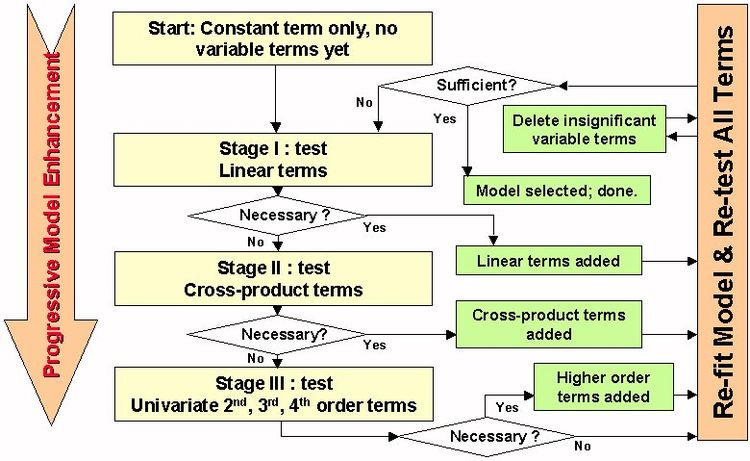 Start: Constant term only, no
variable terms yet
Sufficient?
No
Yes
Delete insignificant
variable terms
Stage I : test
Linear terms
Model selected; done.
Necessary ?
Yes
No
Linear terms added
Stage II : test
Cross-product terms
Necessary?
Yes
No
Cross-product terms
added
Stage III : test
Univariate 2nd, 3rd, 4th order terms
Higher order
terms added
Yes
Necessary ?
No
Progressive Model Enhancement
Re-fit Model & Re-test All Terms